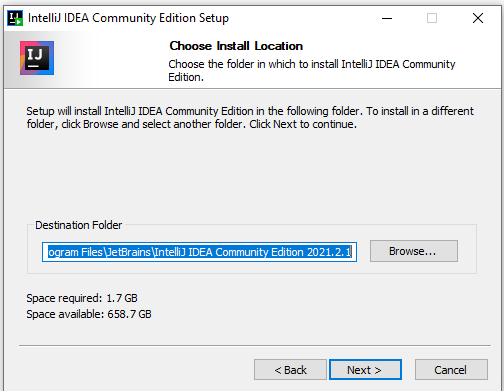 IntelliJ IDEA Community Edition Setup
IJ
Choose Install Location
Choose the folder in which to install IntelliJ IDEA Community
Edition.
Setup will install IntelliJ IDEA Community Edition in the following folder. To install in a different
folder, click Browse and select another folder. Click Next to continue.
Destination Folder
ogram Files\JetBrains\IntelliJ IDEA Community Edition 2021.2.1
Browse...
Space required: 1.7 GB
Space available: 658.7 GB
< Back
Next >
Cancel